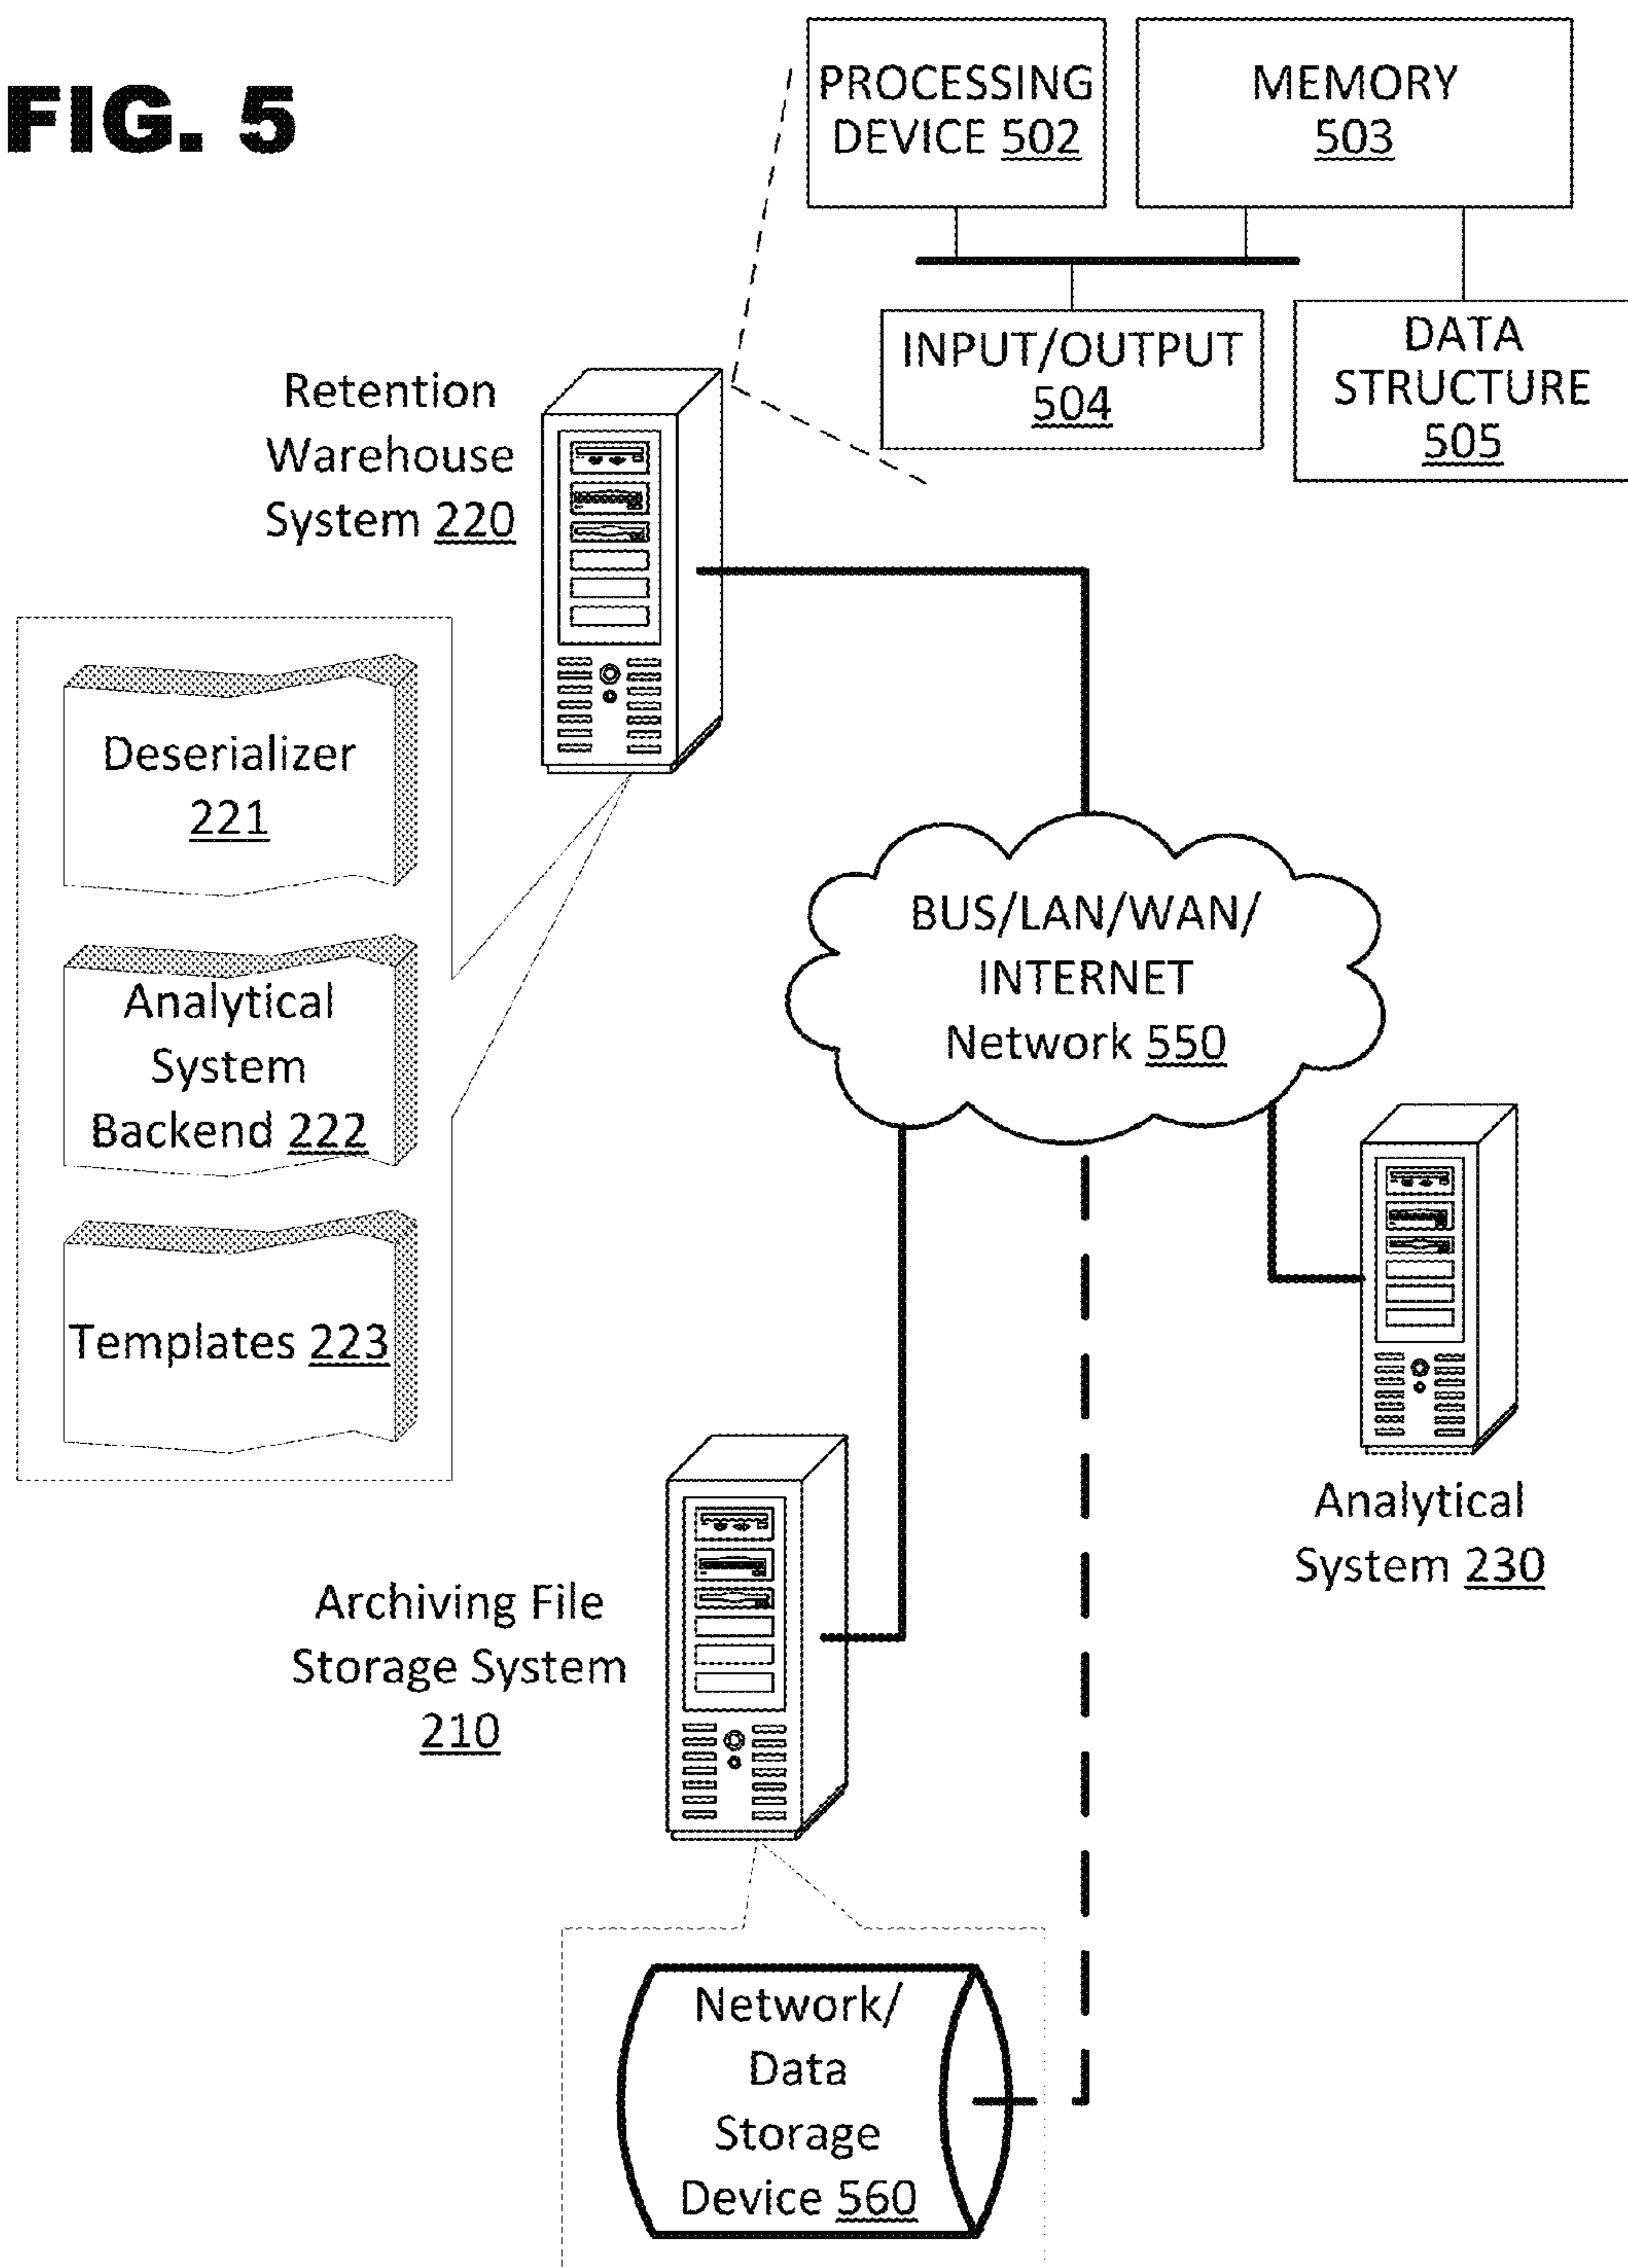 FIG. 5
PROCESSING
DEVICE 502
MEMORY
503
INPUT/OUTPUT
504
DATA
STRUCTURE
505
Retention
Warehouse
System 220
Deserializer
221
Analytical
System
Backend 222
Templates 223
BUS/LAN/WAN/
INTERNET
Network 550
Analytical
System 230
Archiving File
Storage System
210
Network/
Data
Storage
Device 560